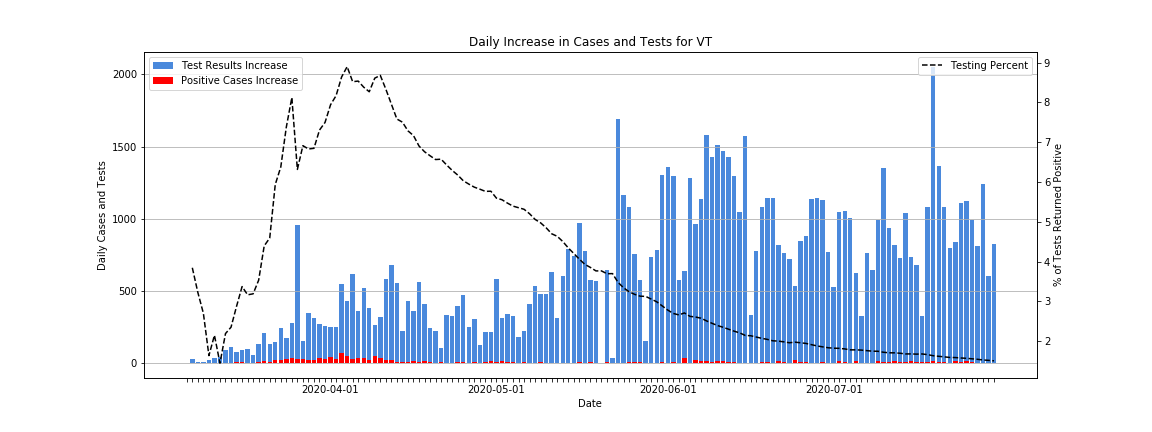 Daily Increase in Cases and Tests for VT
Test Results Increase
Positive Cases Increase
Testing Percent
Daily Cases and Tests
2000
1500
1000
500
0
% of Tests Returned Positive
9
8
7
6
5
4
3
2
2020-04-01
2020-05-01
2020-06-01
2020-07-01
Date